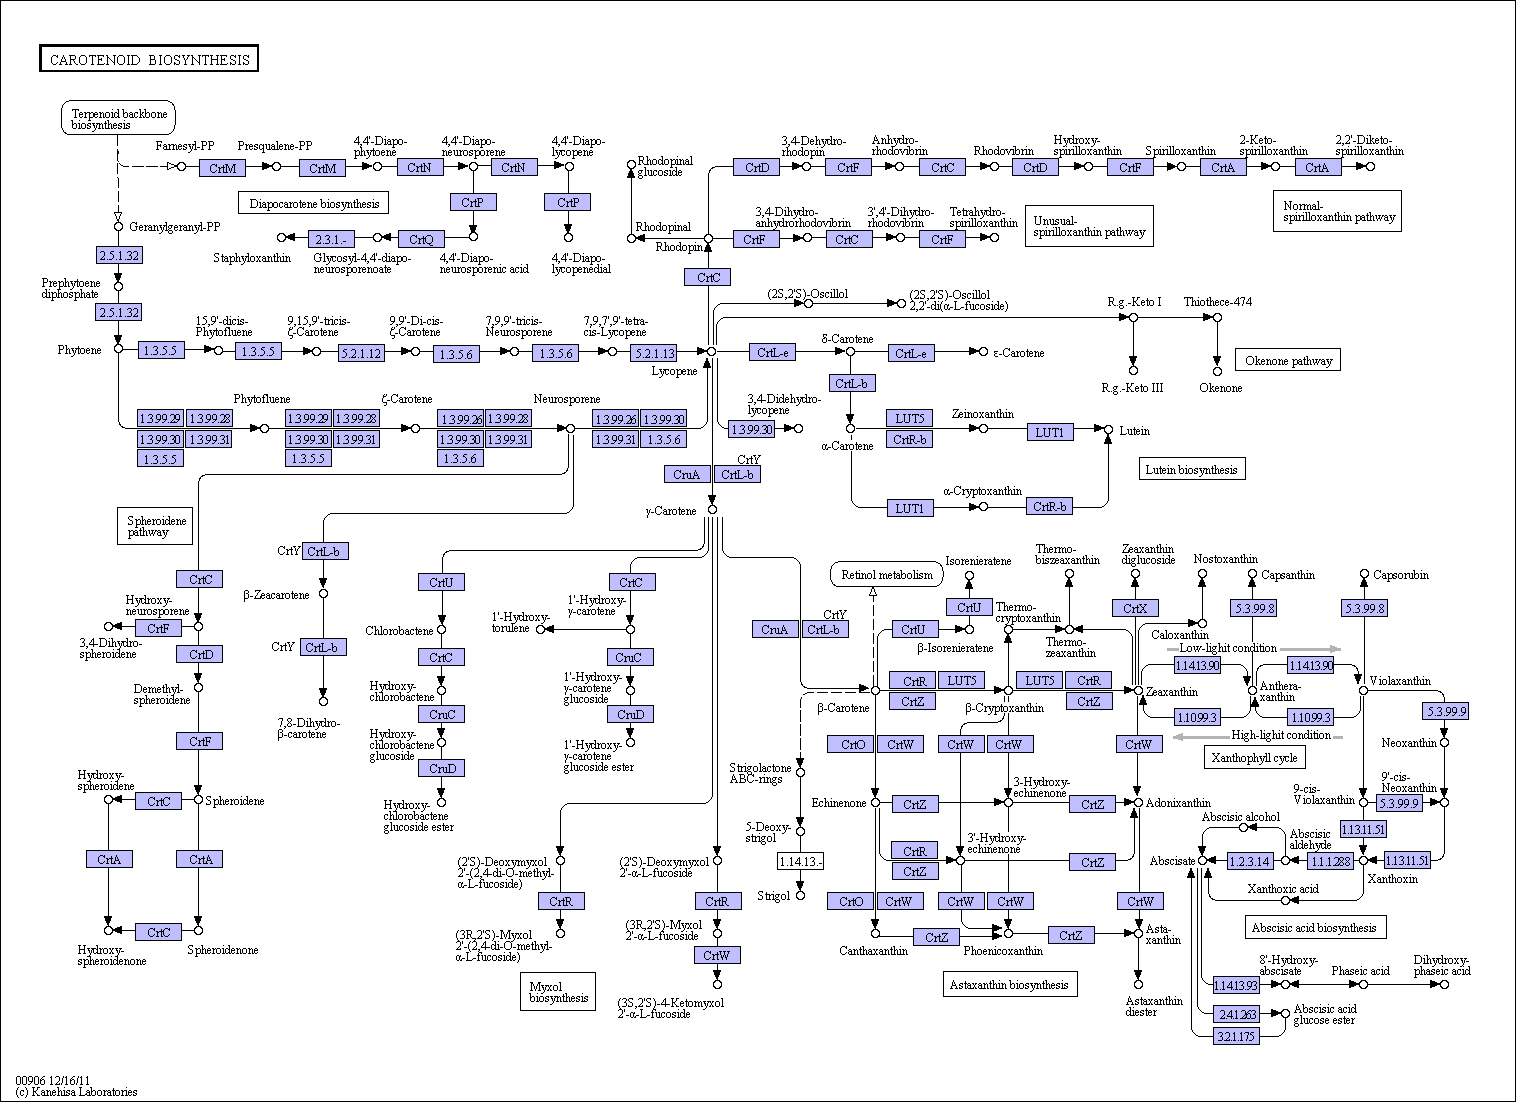 CAROTENOID BIOSYNTHESIS
Terpenoid backbone
biosynthesis
Farnesyl-PP
CrtM
Presqualene-PP
CrtM
4,4'-Diapo-
phytoene
CrtN
4,4'-Diapo-
neurosporene
CrtN
4,4'-Diapo-
lycopene
Diapocarotene biosynthesis
CrtP
CrtP
Geranylgeranyl-PP
2.3.1.-
CrtQ
Staphyloxanthin
Glycosyl-4,4'-diapo-
neurosporenoate
4,4'-Diapo-
neurosporenic acid
4,4'-Diapo-
lycopenedial
Rhodopinal
glucoside
Rhodopinal
Rhodopin
CrtC
CrtD
3,4-Dehydro-
rhodopin
CrtF
Anhydro-
rhodovibrin
CrtC
Rhodovibrin
CrtD
Hydroxy-
spirilloxanthin
CrtF
Spirilloxanthin
CrtA
2-Keto-
spirilloxanthin
CrtA
2,2'-Diketo-
spirilloxanthin
CrtF
3,4-Dihydro-
anhydrorhodovibrin
CrtC
3',4'-Dihydro-
rhodovibrin
CrtF
Tetrahydro-
spirilloxanthin
Unusual-
spirilloxanthin pathway
Normal-
spirilloxanthin pathway
2.5.1.32
Prephytoene
diphosphate
2.5.1.32
Phytoene
1.3.5.5
15,9'-dicis-
Phytofluene
1.3.5.5
9,15,9'-tricis-
ζ-Carotene
5.2.1.12
9,9'-Di-cis-
ζ-Carotene
1.3.5.6
7,9,9'-tricis-
Neurosporene
1.3.5.6
7,9,7',9'-tetra-
cis-Lycopene
5.2.1.13
Lycopene
(2S,2'S)-Oscillol
(2S,2'S)-Oscillol
2,2'-di(α-L-fucoside)
R.g.-Keto I
Thiothece-474
R.g.-Keto III
Okenone
Okenone pathway
CrtL-e
δ-Carotene
CrtL-e
ε-Carotene
CrtL-b
1.3.99.29
1.3.99.28
1.3.99.30
1.3.99.31
1.3.5.5
Phytofluene
1.3.99.29
1.3.99.28
1.3.99.30
1.3.99.31
1.3.5.5
ζ-Carotene
1.3.99.26
1.3.99.28
1.3.99.30
1.3.99.31
1.3.5.6
Neurosporene
1.3.99.26
1.3.99.30
1.3.99.31
1.3.5.6
3,4-Didehydro-
lycopene
1.3.99.30
α-Carotene
LUT5
CrtR-b
Zeinoxanthin
LUT1
Lutein
Lutein biosynthesis
LUT1
α-Cryptoxanthin
CrtR-b
CrtY
CruA
CrtL-b
γ-Carotene
Spheroidene
pathway
CrtC
Hydroxy-
neurosporene
CrtF
3,4-Dihydro-
spheroidene
CrtD
Demethyl-
spheroidene
CrtF
Hydroxy-
spheroidene
CrtC
Spheroidene
CrtA
CrtA
CrtC
Hydroxy-
spheroidenone
Spheroidenone
CrtY
CrtL-b
β-Zeacarotene
CrtY
CrtL-b
7,8-Dihydro-
β-carotene
CrtU
Chlorobactene
CrtC
Hydroxy-
chlorobactene
CruC
Hydroxy-
chlorobactene
glucoside
CruD
Hydroxy-
chlorobactene
glucoside ester
CrtC
1'-Hydroxy-
γ-carotene
1'-Hydroxy-
torulene
CruC
1'-Hydroxy-
γ-carotene
glucoside
CruD
1'-Hydroxy-
γ-carotene
glucoside ester
(2'S)-Deoxymyxol
2'-(2,4-di-O-methyl-
α-L-fucoside)
CrtR
(3R,2'S)-Myxol
2'-(2,4-di-O-methyl-
α-L-fucoside)
Myxol
biosynthesis
(2'S)-Deoxymyxol
2'-α-L-fucoside
CrtR
(3R,2'S)-Myxol
2'-α-L-fucoside
CrtW
(3S,2'S)-4-Ketomyxol
2'-α-L-fucoside
CrtY
CruA
CrtL-b
Retinol metabolism
β-Carotene
CrtU
β-Isorenieratene
CrtU
Isorenieratene
CrtR
LUT5
CrtZ
β-Cryptoxanthin
Thermo-
cryptoxanthin
Thermo-
zeaxanthin
Thermo-
biszeaxanthin
LUT5
CrtR
CrtZ
Zeaxanthin
Zeaxanthin
diglucoside
CrtX
Nostoxanthin
Caloxanthin
Capsanthin
5.3.99.8
Capsorubin
5.3.99.8
Low-light condition
1.14.13.90
1.14.13.90
Anthera-
xanthin
1.10.99.3
1.10.99.3
High-light condition
Xanthophyll cycle
Violaxanthin
5.3.99.9
Neoxanthin
9-cis-
Violaxanthin
5.3.99.9
9'-cis-
Neoxanthin
1.13.11.51
1.13.11.51
Xanthoxin
Strigolactone
ABC-rings
5-Deoxy-
strigol
1.14.13.-
Strigol
CrtO
CrtW
CrtW
CrtW
CrtW
Echinenone
CrtZ
3-Hydroxy-
echinenone
CrtZ
Adonixanthin
CrtR
CrtZ
3'-Hydroxy-
echinenone
CrtZ
CrtO
CrtW
CrtW
CrtW
CrtW
Canthaxanthin
CrtZ
Phoenicoxanthin
CrtZ
Asta-
xanthin
Astaxanthin
diester
Astaxanthin biosynthesis
Abscisic alcohol
Abscisic
aldehyde
Abscisate
1.2.3.14
1.1.1.288
Xanthoxic acid
Abscisic acid biosynthesis
1.14.13.93
8'-Hydroxy-
abscisate
Phaseic acid
Dihydroxy-
phaseic acid
2.4.1.263
Abscisic acid
glucose ester
3.2.1.175
00906 12/16/11
(c) Kanehisa Laboratories